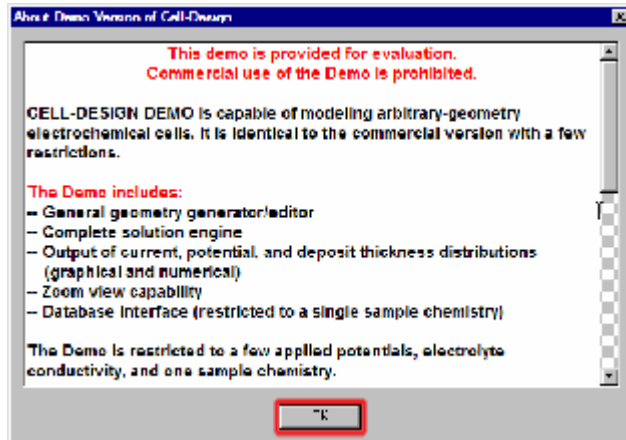 About Demo Version of Cell-Design
This demo is provided for evaluation.
Commercial use of the Demo is prohibited.
CELL-DESIGN DEMO is capable of modeling arbitrary-geometry
electrochemical cells. It is identical to the commercial version with a few
restrictions.
The Demo includes:
-- General geometry generator/editor
-- Complete solution engine
-- Output of current, potential, and deposit thickness distributions
(graphical and numerical)
-- Zoom view capability
-- Database Interface (restricted to a single sample chemistry)
The Demo is restricted to a few applied potentials, electrolyte
conductivity, and one sample chemistry.
OK